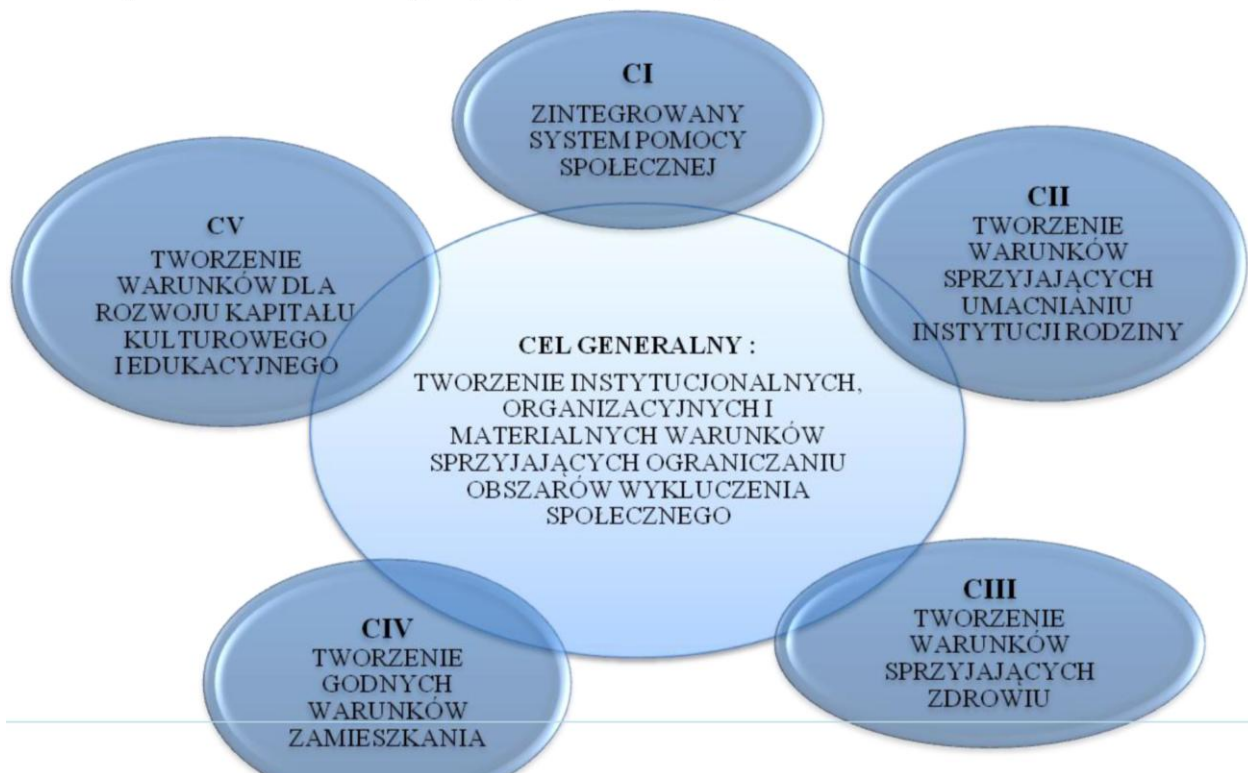 CI
ZINTEGROWANY
SYSTEM POMOCY
SPOŁECZNEJ
CII
TWORZENIE
WARUNKÓW
SPRZYJAJĄCYCH
UMACNIANIU
INSTYTUCJI RODZINY
CIII
TWORZENIE
WARUNKÓW
SPRZYJAJĄCYCH
ZDROWIU
CIV
TWORZENIE
GODNYCH
WARUNKÓW
ZAMIESZKANIA
CV
TWORZENIE
WARUNKÓW DLA
ROZWOJU KAPITAŁU
KULTUROWEGO
I EDUKACYJNEGO
CEL GENERALNY :
TWORZENIE INSTYTUCJONALNYCH,
ORGANIZACYJNYCH I
MATERIALNYCH WARUNKÓW
SPRZYJAJĄCYCH OGRANICZANIU
OBSZARÓW WYKLUCZENIA
SPOŁECZNEGO